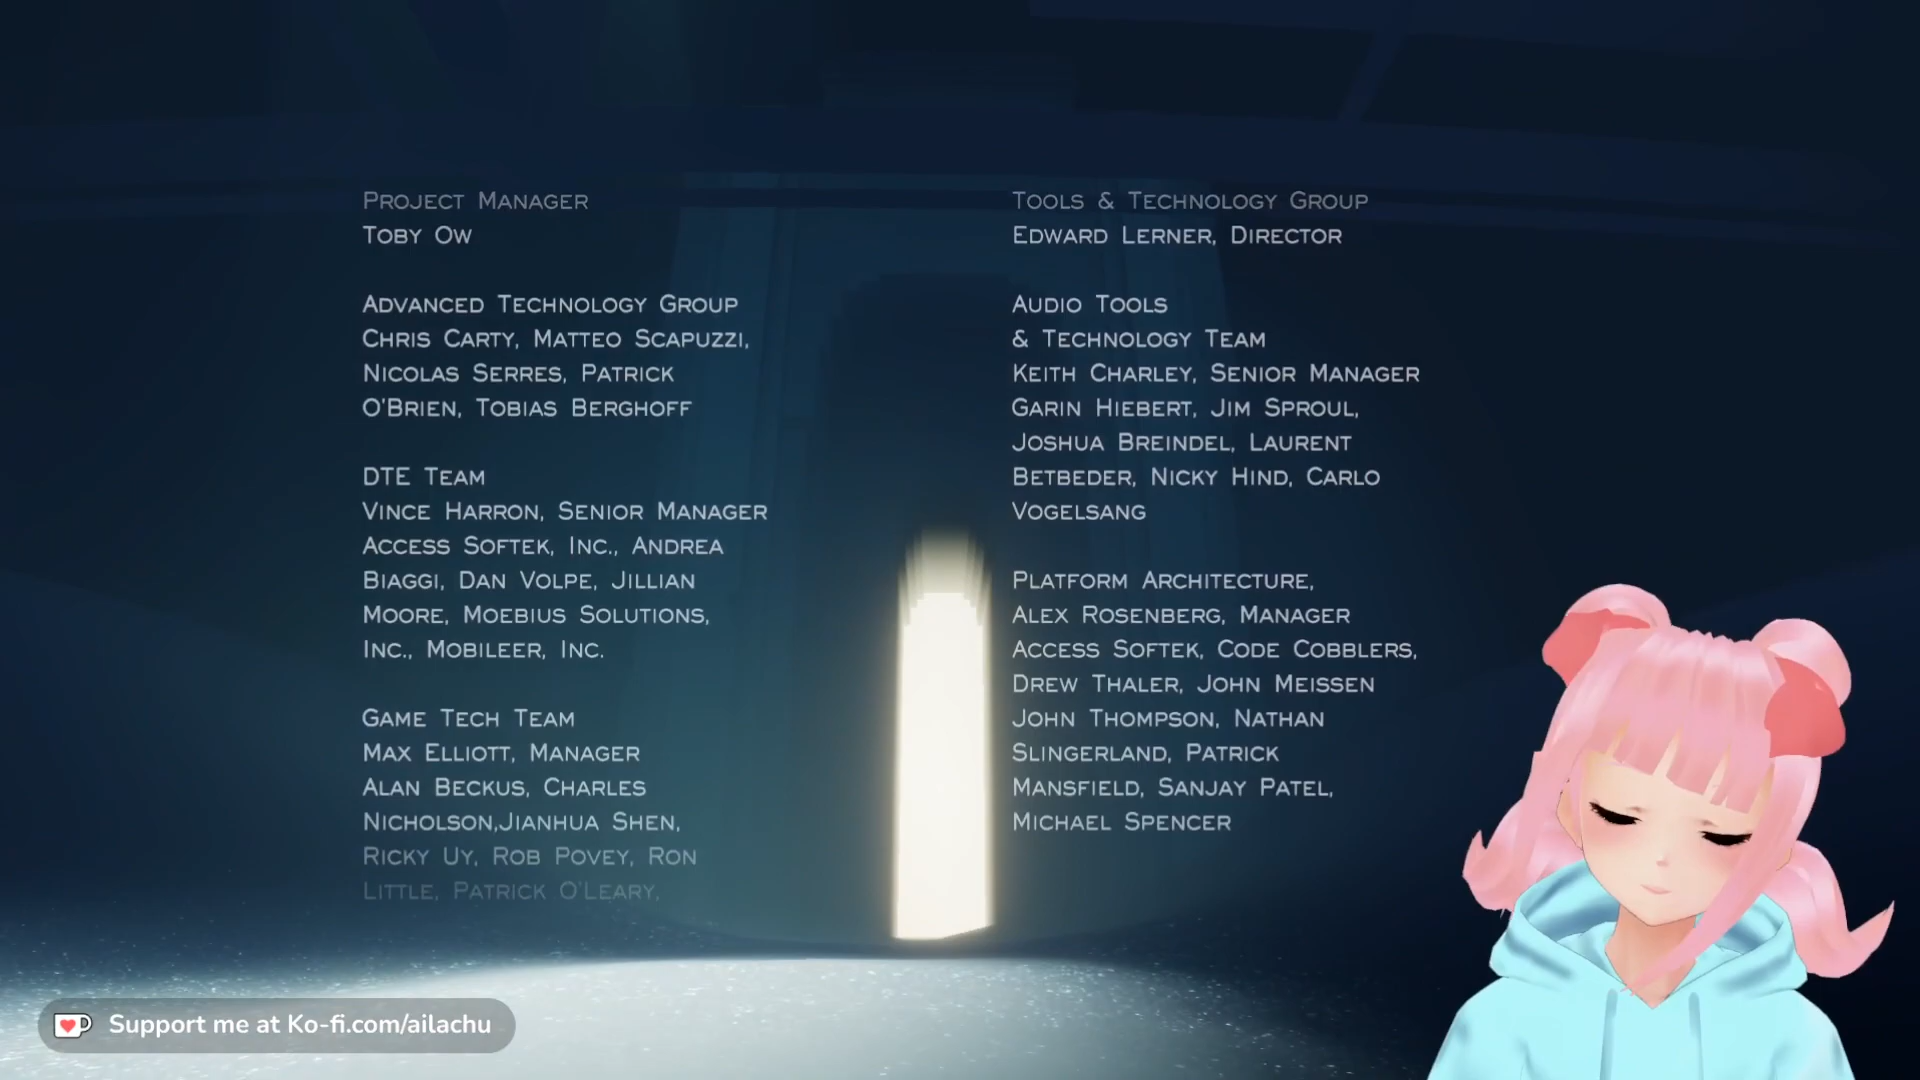 Project Manager
Toby Ow
Advanced Technology Group
Chris Carty, Matteo Scapuzzi,
Nicolas Serres, Patrick
O'Brien, Tobias Berghoff
DTE Team
Vince Harron, Senior Manager
Access Softek, Inc., Andrea
Biaggi, Dan Volpe, Jillian
Moore, Moebius Solutions,
Inc., Mobileer, Inc.
Game Tech Team
Max Elliott, Manager
Alan Beckus, Charles
Nicholson,Jianhua Shen,
Ricky Uy, Rob Povey, Ron
Little, Patrick O'Leary,
Tools & Technology Group
Edward Lerner, Director
Audio Tools
& Technology Team
Keith Charley, Senior Manager
Garin Hiebert, Jim Sproul,
Joshua Breindel, Laurent
Betbeder, Nicky Hind, Carlo
Vogelsang
Platform Architecture,
Alex Rosenberg, Manager
Access Softek, Code Cobblers,
Drew Thaler, John Meissen
John Thompson, Nathan
Slingerland, Patrick
Mansfield, Sanjay Patel,
Michael Spencer
Support me at Ko-fi.com/ailachu